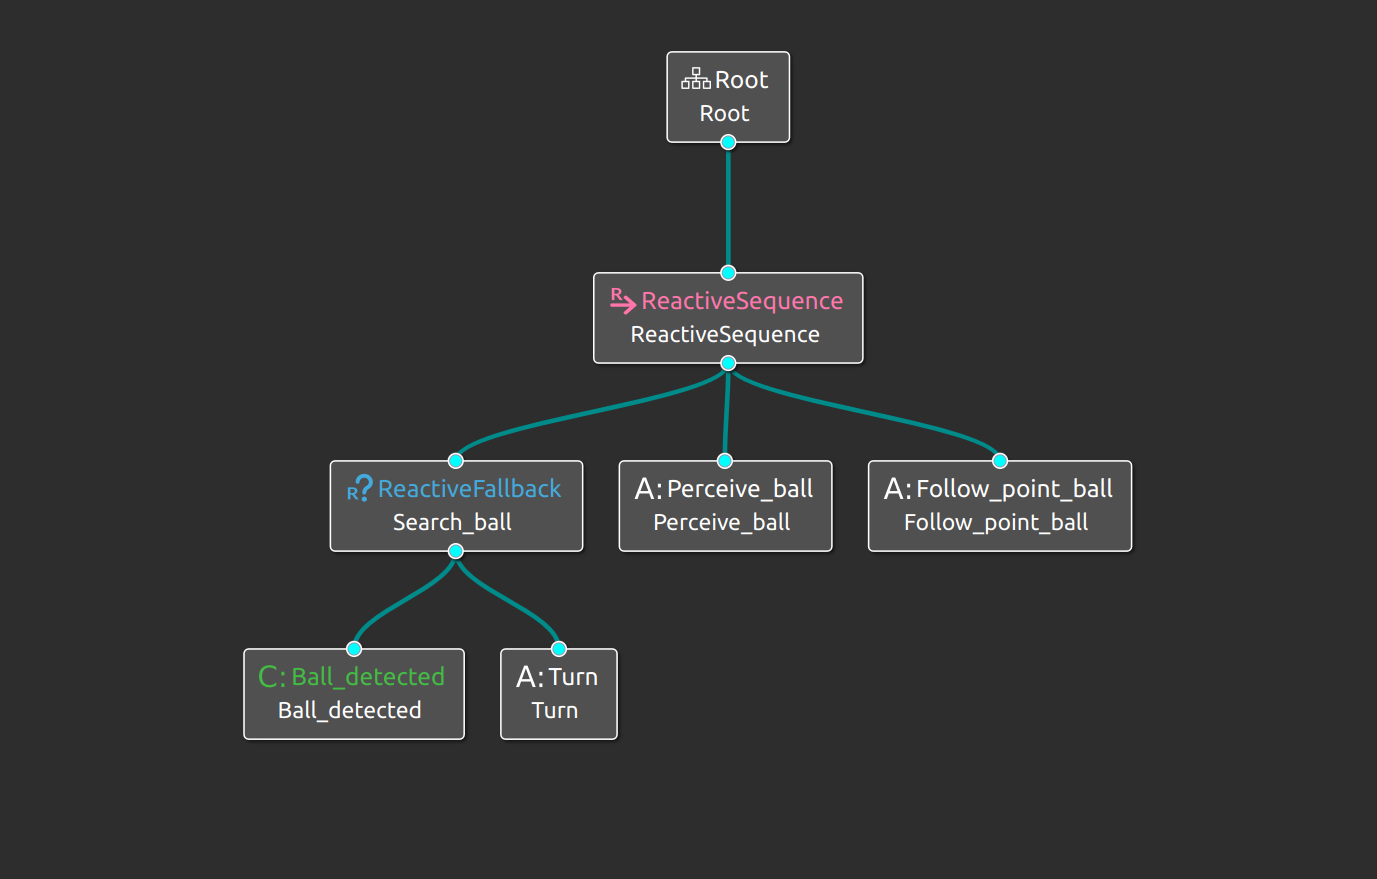 Root
Root
R ReactiveSequence
ReactiveSequence
R? ReactiveFallback
Search_ball
A: Perceive_ball
Perceive_ball
A: Follow_point_ball
Follow_point_ball
C: Ball_detected
Ball_detected
A: Turn
Turn